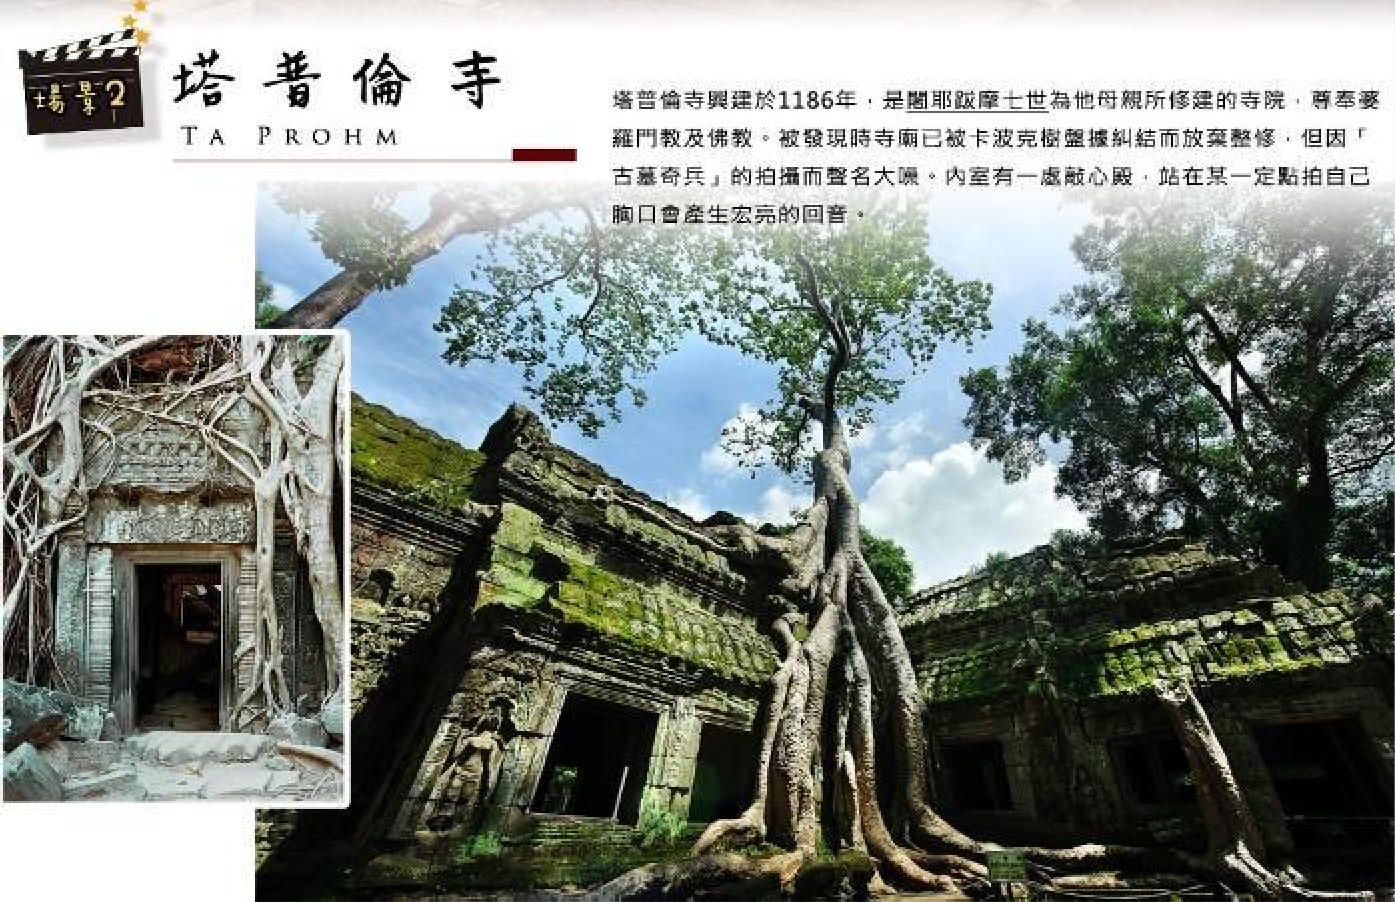 場景2
塔普倫寺
TA PROHM
塔普倫寺興建於1186年，是闍耶跋摩七世為他母親所修建的寺院，尊奉婆
羅門教及佛教。被發現時寺廟已被卡波克樹盤據糾結而放棄整修，但因「
古墓奇兵」的拍攝而聲名大噪。內室有一處敲心殿，站在某一定點拍自己
胸口會產生宏亮的回音。